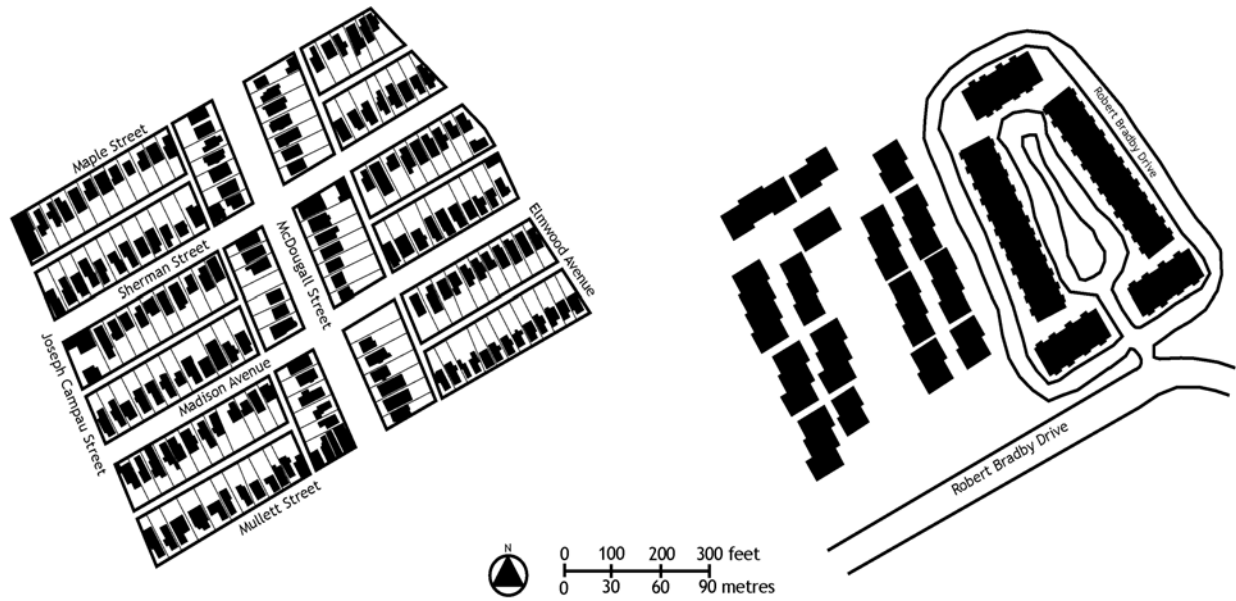 Maple Street
Sherman Street
McDougall Street
Elmwood Avenue
Joseph Campau Street
Madison Avenue
Mullett Street
Robert Bradby Drive
Robert Bradby Drive
N
0 100 200 300 feet
0 30 60 90 metres